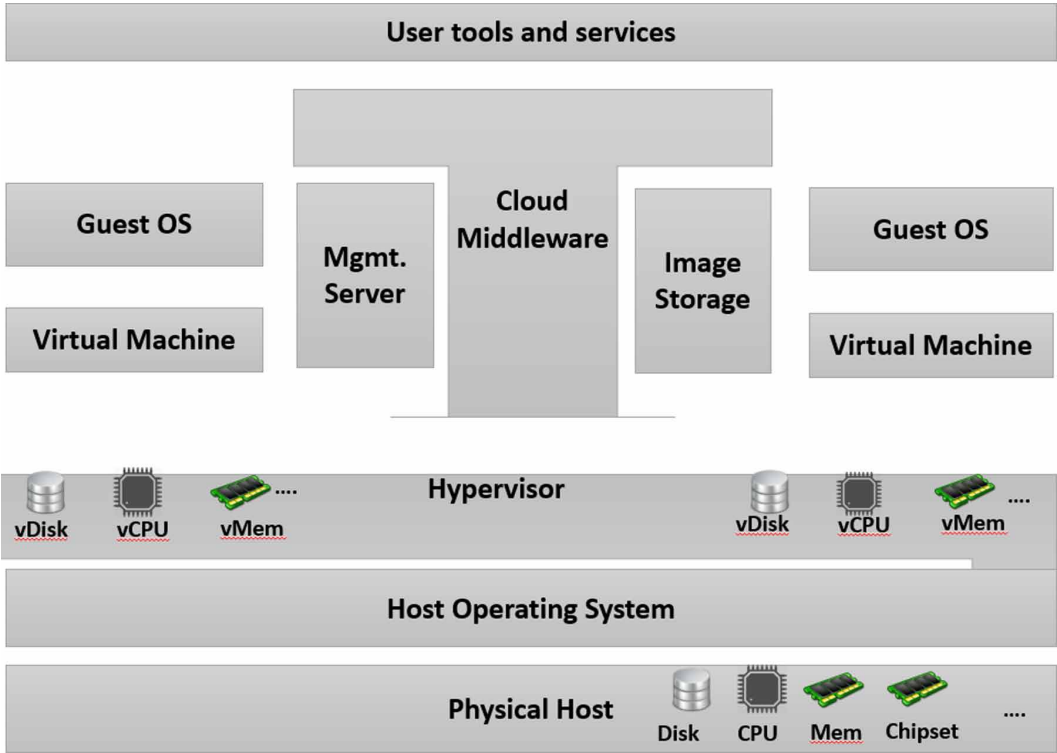 User tools and services
Guest OS
Virtual Machine
Mgmt.
Server
Cloud
Middleware
Image
Storage
Guest OS
Virtual Machine
Hypervisor
vDisk vCPU vMem ....
vDisk vCPU vMem ....
Host Operating System
Physical Host
Disk CPU Mem Chipset ....